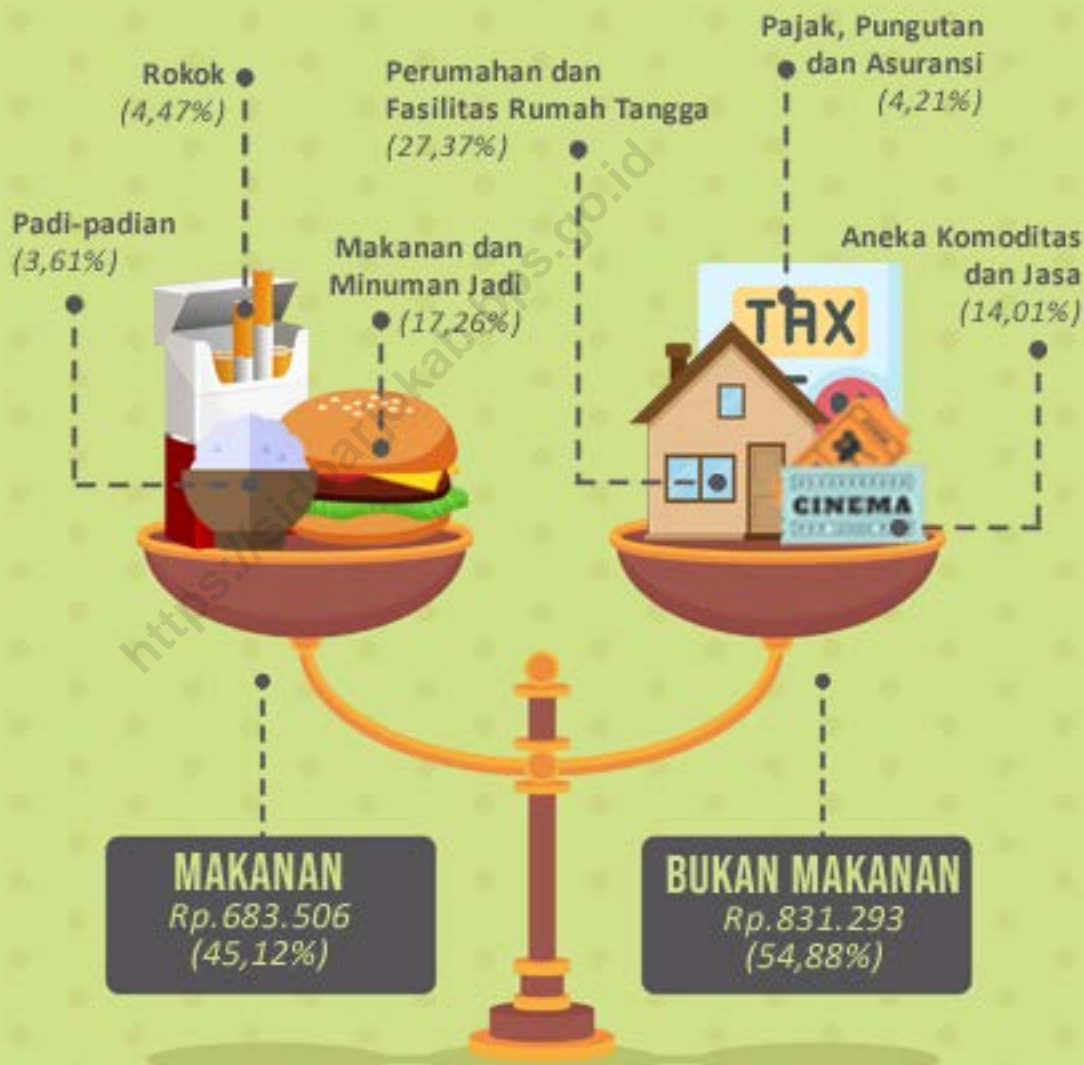 Pajak, Pungutan
dan Asuransi
(4,21%)
Rokok
(4,47%)
Perumahan dan
Fasilitas Rumah Tangga
(27,37%)
Padi-padian
(3,61%)
Makanan dan
Minuman Jadi
(17,26%)
Aneka Komoditas
dan Jasa
(14,01%)
TAX
CINEMA
MAKANAN
Rp.683.506
(45,12%)
BUKAN MAKANAN
Rp.831.293
(54,88%)